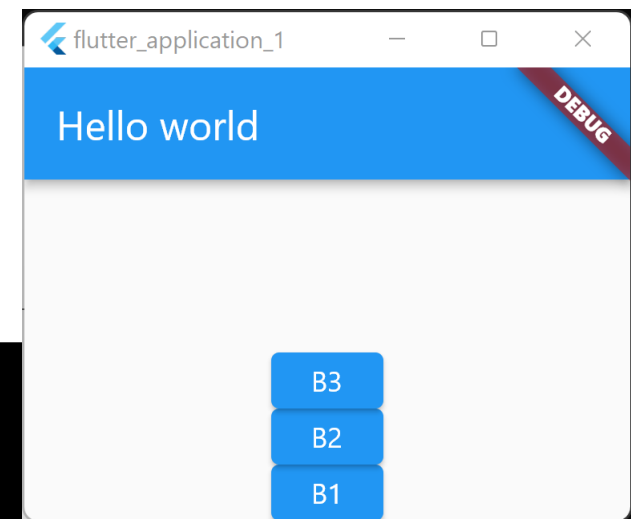 flutter_application_1
Hello world
DEBUG
B3
B2
B1